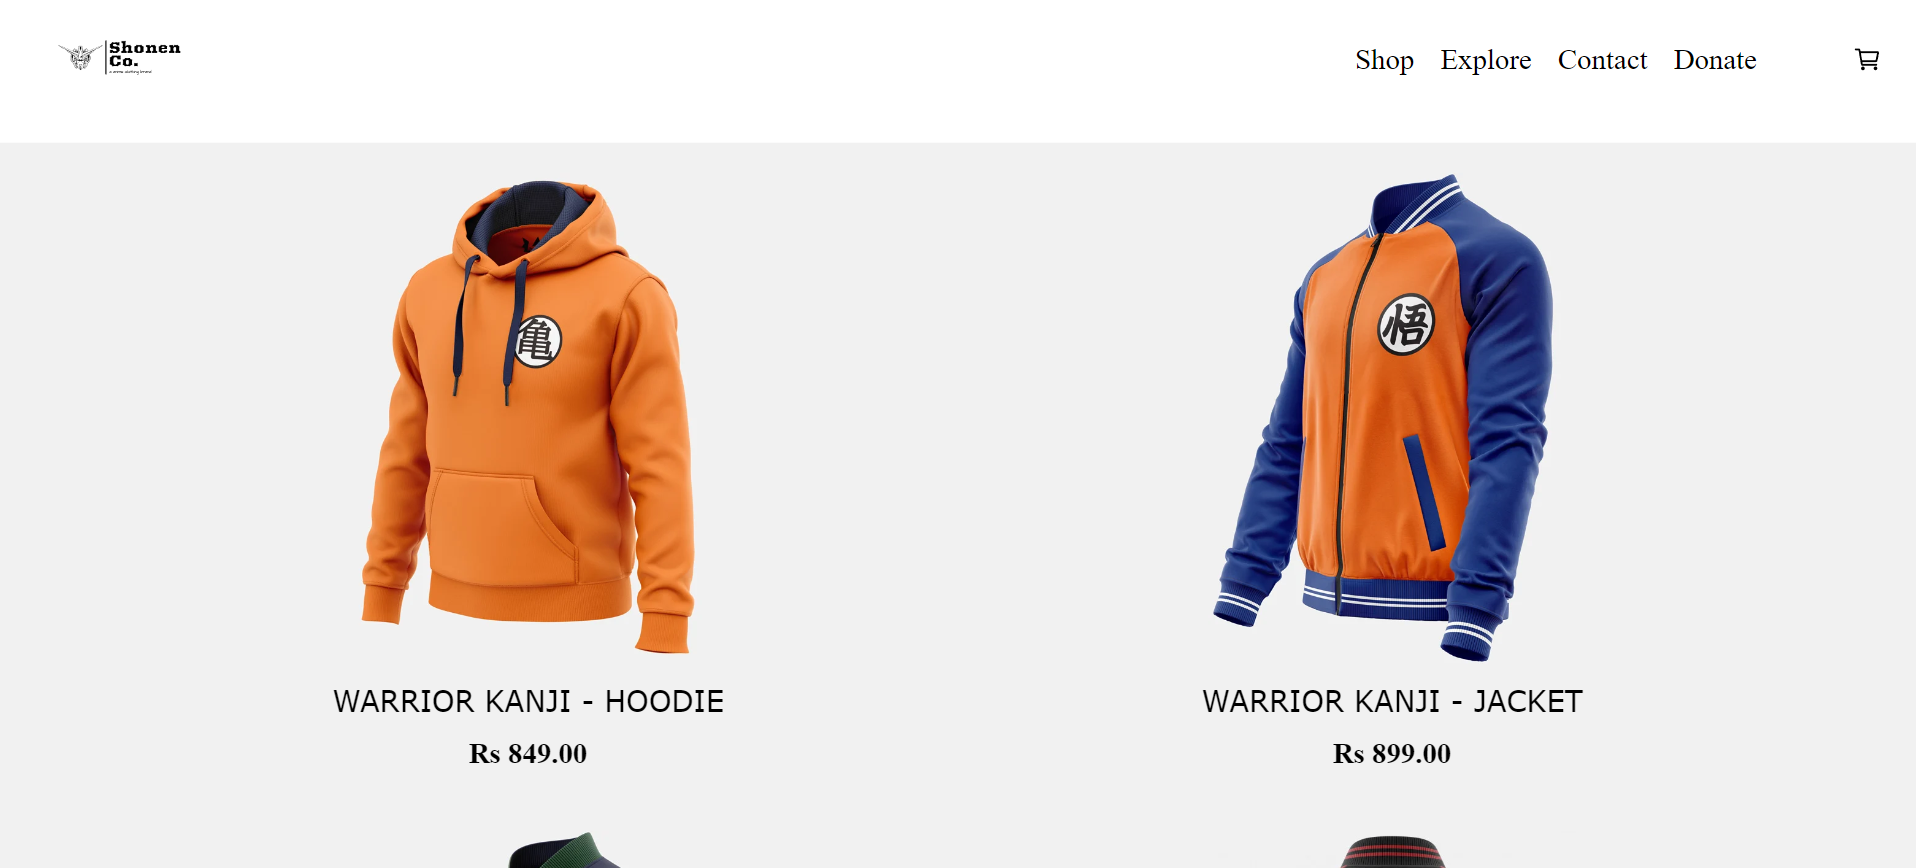 Shonen
Co.
Shop Explore Contact Donate
亀
悟
WARRIOR KANJI - HOODIE
WARRIOR KANJI - JACKET
Rs 849.00
Rs 899.00